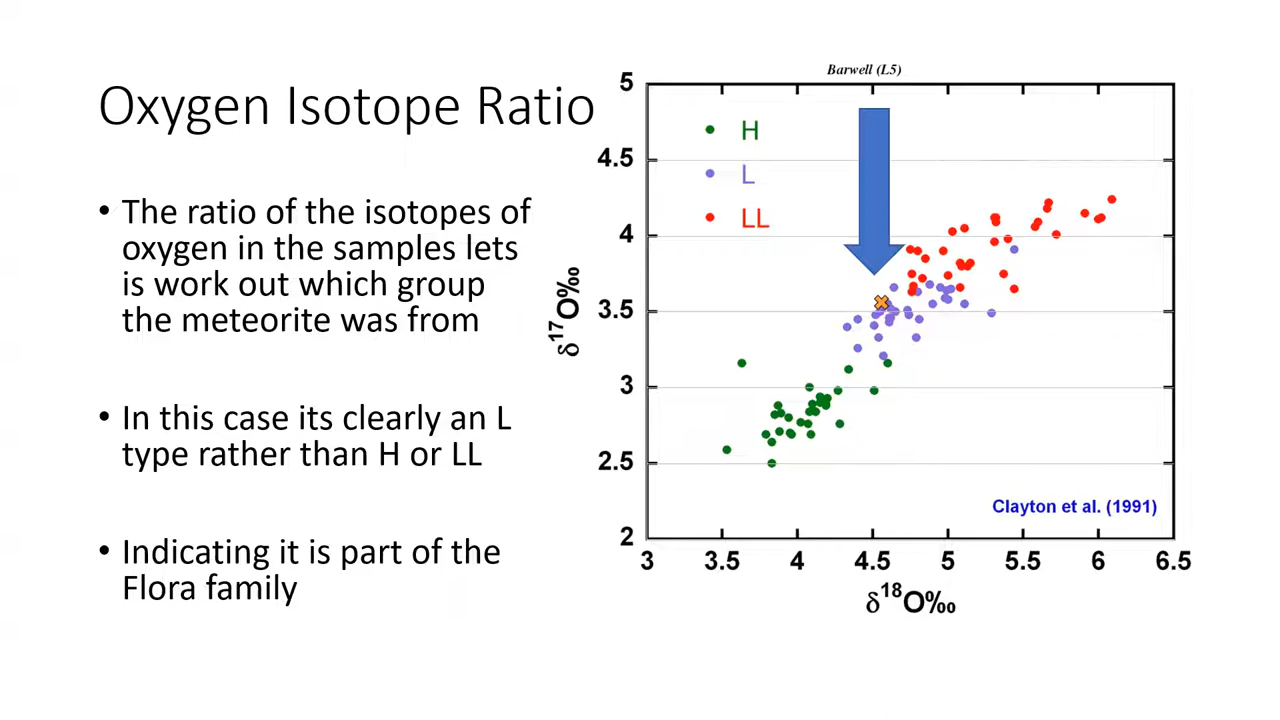 Oxygen Isotope Ratio
• The ratio of the isotopes of
oxygen in the samples lets
is work out which group
the meteorite was from
• In this case its clearly an L
type rather than H or LL
• Indicating it is part of the
Flora family
Barwell (L5)
H
L
LL
5
4.5
4
3.5
3
2.5
2
δ¹⁷O‰
Clayton et al. (1991)
3 3.5 4 4.5 5 5.5 6 6.5
δ¹⁸O‰